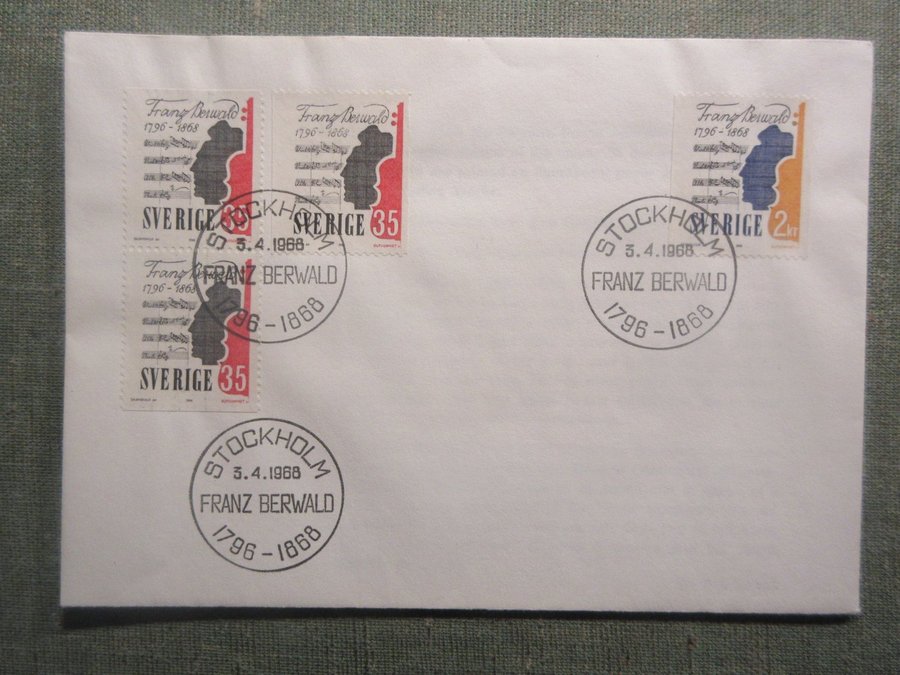 Franz Berwald
1796-1868
SVERIGE 35
Franz Berwald
1796-1868
SVERIGE 35
Franz Berwald
1796-1868
SVERIGE 35
STOCKHOLM
3.4.1968
FRANZ BERWALD
1796-1868
STOCKHOLM
3.4.1968
FRANZ BERWALD
1796-1868
Franz Berwald
1796-1868
SVERIGE 2KR
STOCKHOLM
3.4.1968
FRANZ BERWALD
1796-1868